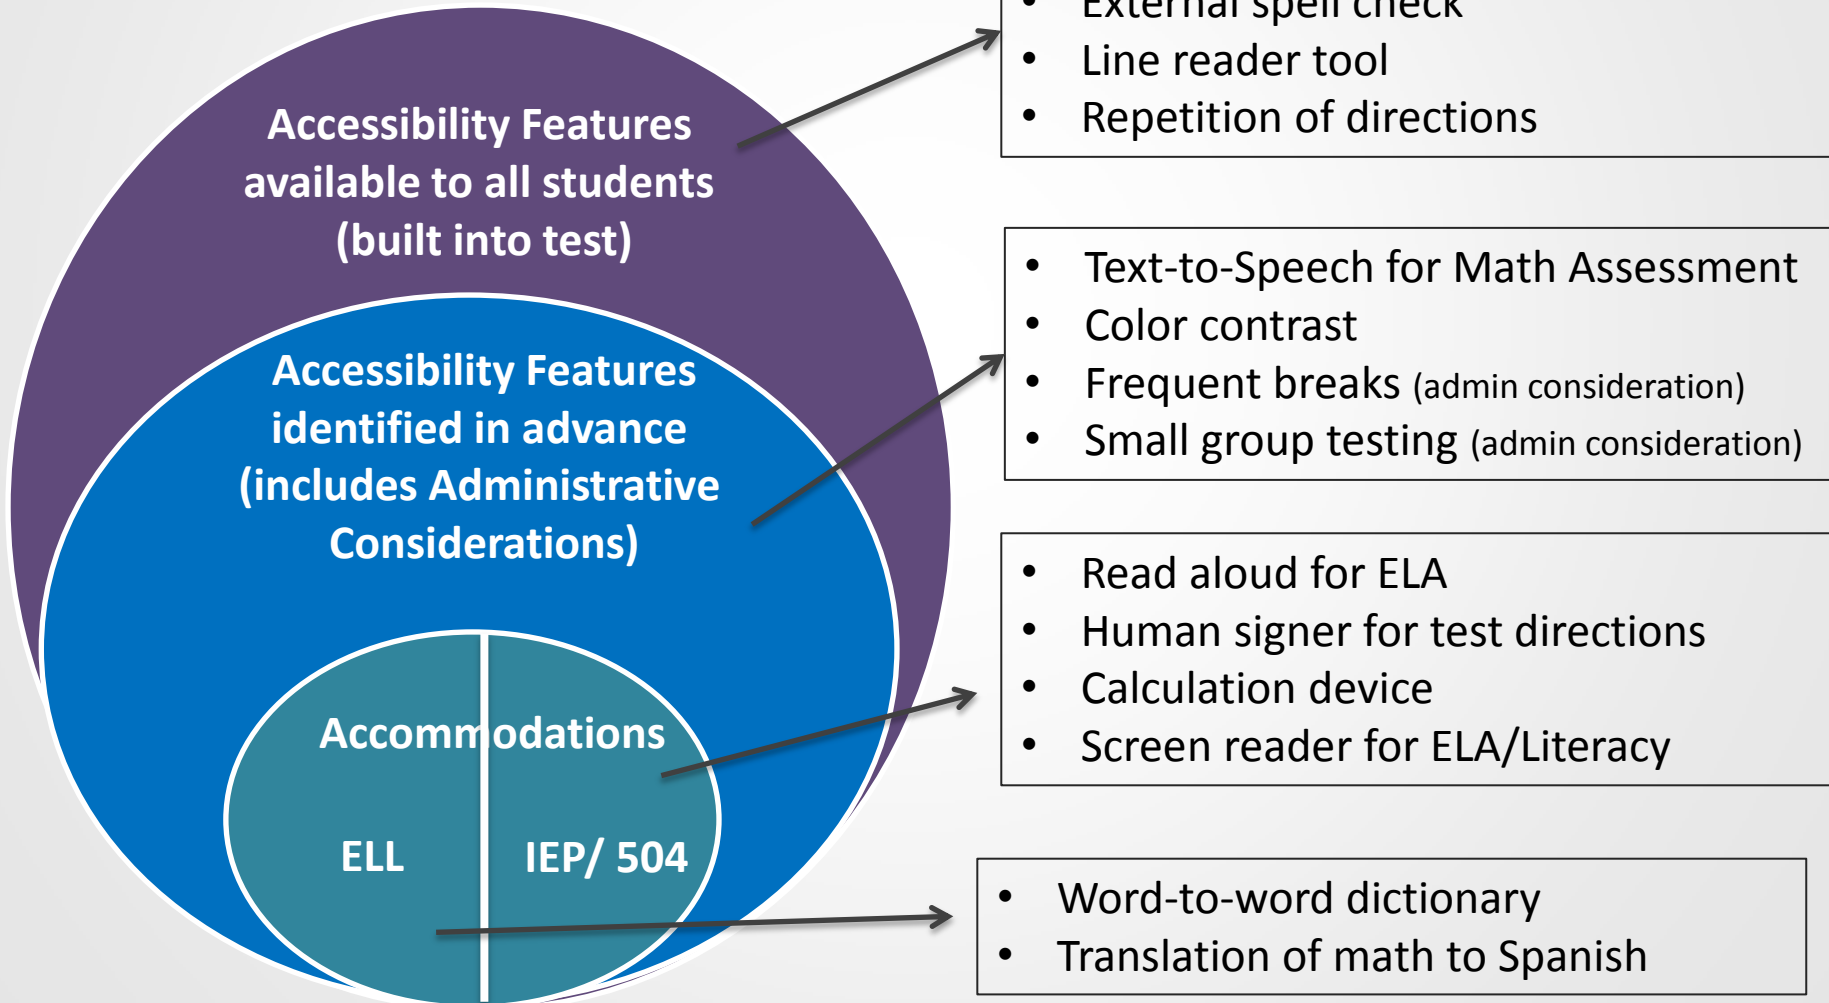 Accessibility Features
available to all students
(built into test)
Accessibility Features
identified in advance
(includes Administrative
Considerations)
Accommodations
ELL
IEP/ 504
• External spell check
• Line reader tool
• Repetition of directions
• Text-to-Speech for Math Assessment
• Color contrast
• Frequent breaks (admin consideration)
• Small group testing (admin consideration)
• Read aloud for ELA
• Human signer for test directions
• Calculation device
• Screen reader for ELA/Literacy
• Word-to-word dictionary
• Translation of math to Spanish